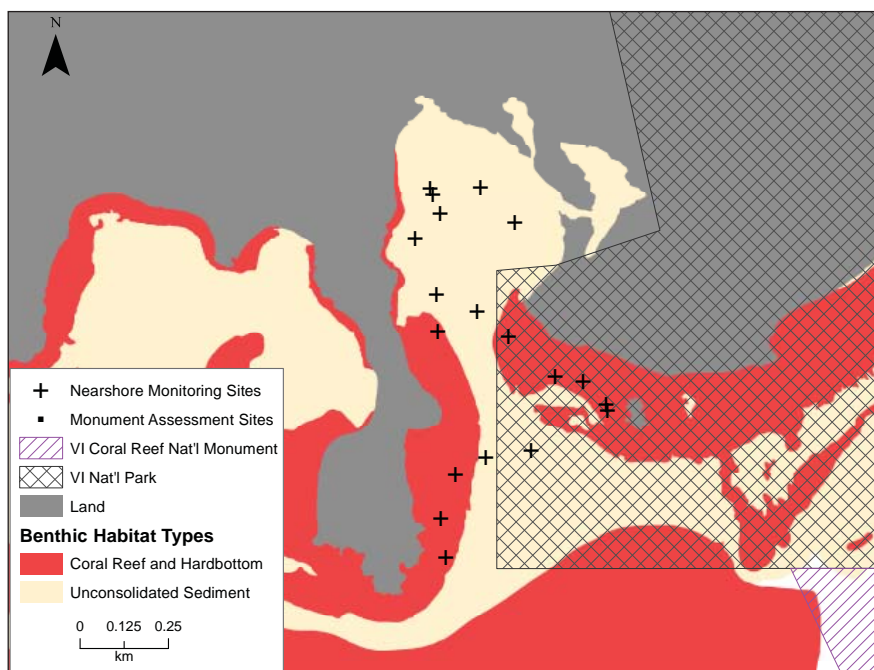 N
Nearshore Monitoring Sites
Monument Assessment Sites
VI Coral Reef Nat'l Monument
VI Nat'l Park
Land
Benthic Habitat Types
Coral Reef and Hardbottom
Unconsolidated Sediment
0 0.125 0.25
km